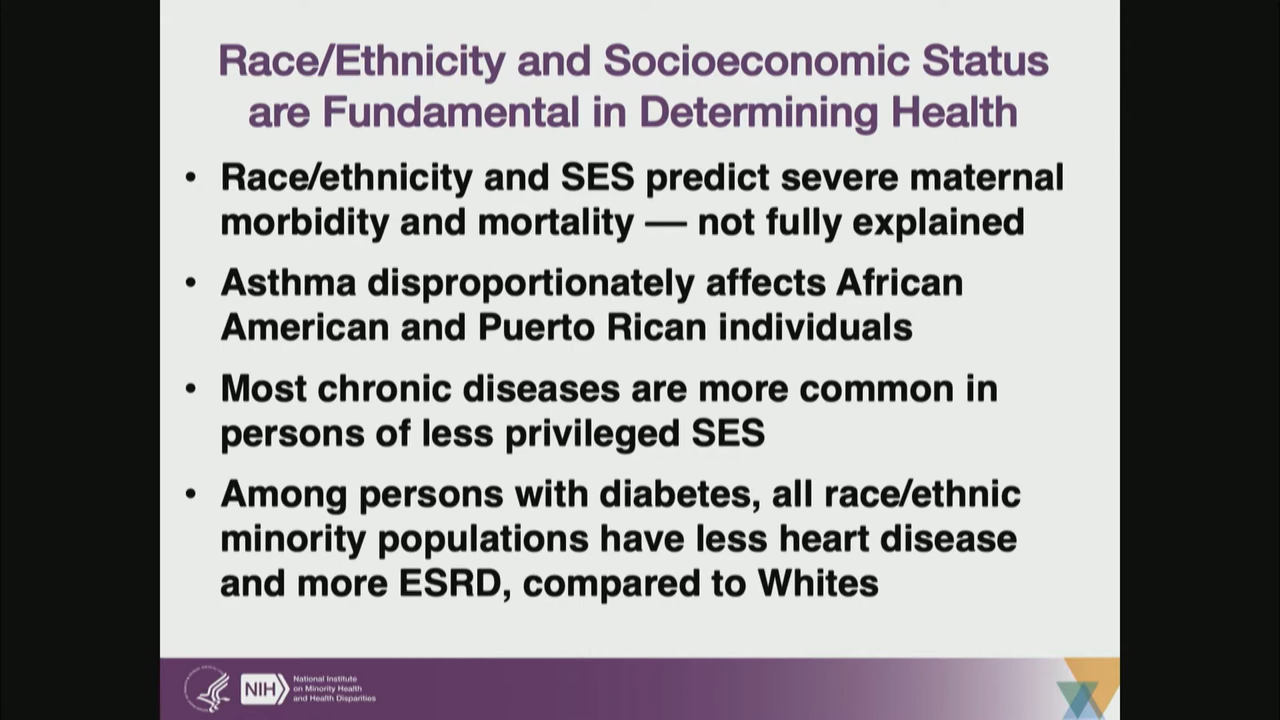 Race/Ethnicity and Socioeconomic Status
are Fundamental in Determining Health
• Race/ethnicity and SES predict severe maternal
morbidity and mortality — not fully explained
• Asthma disproportionately affects African
American and Puerto Rican individuals
• Most chronic diseases are more common in
persons of less privileged SES
• Among persons with diabetes, all race/ethnic
minority populations have less heart disease
and more ESRD, compared to Whites
NIH
National Institute
on Minority Health
and Health Disparities